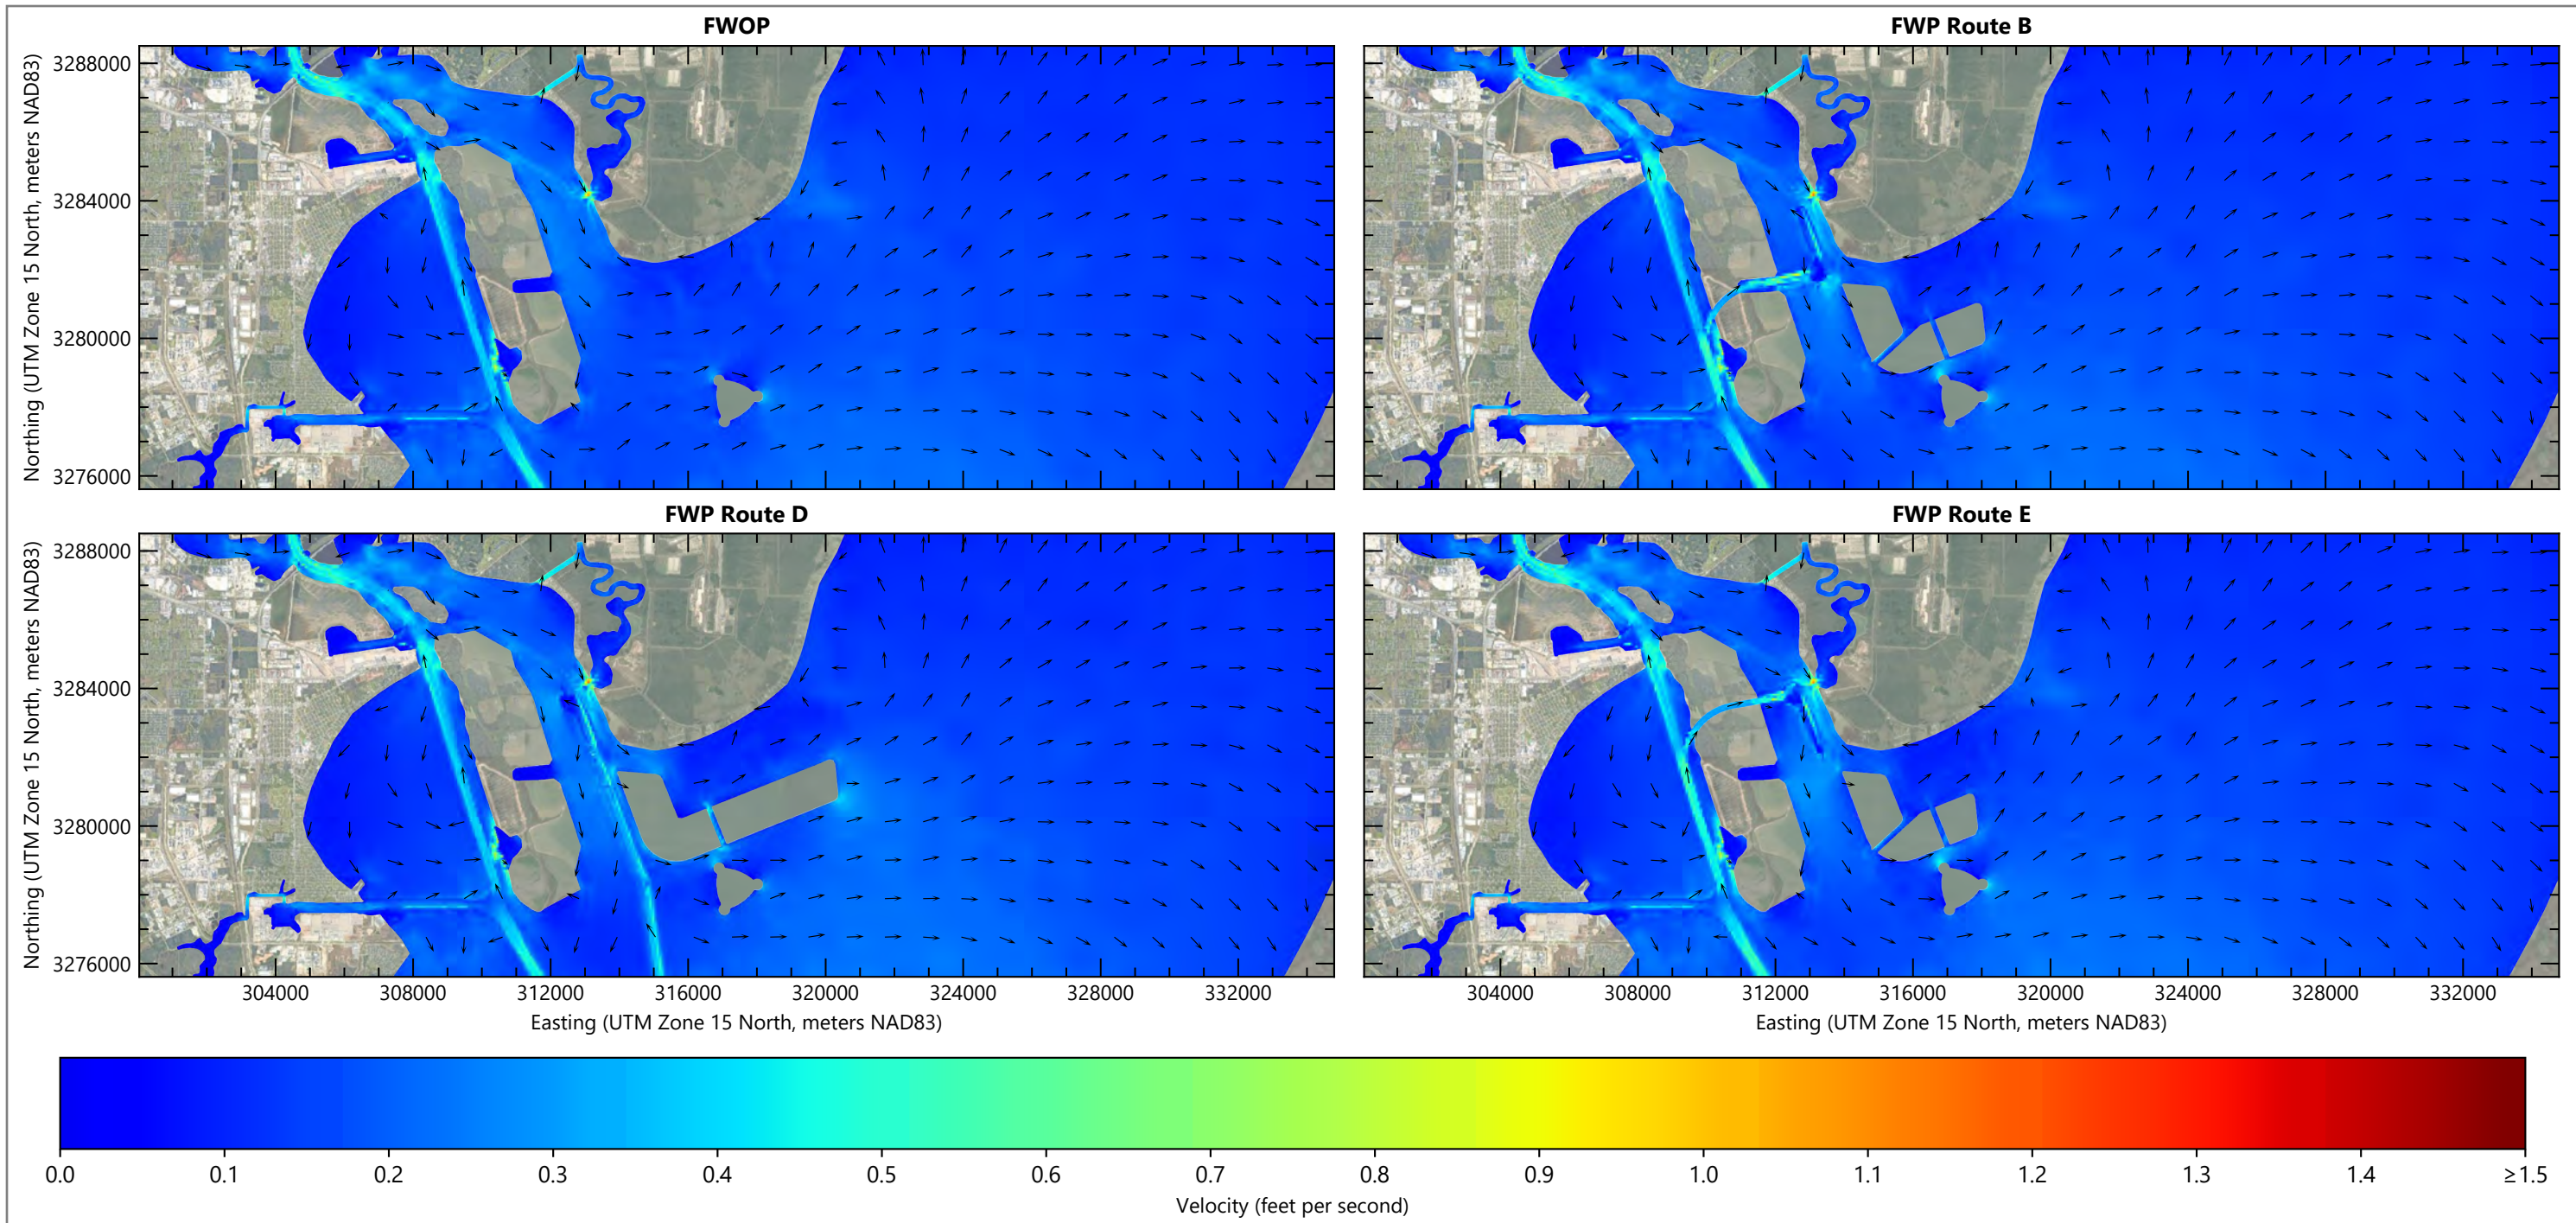 FWOP
FWP Route B
Northing (UTM Zone 15 North, meters NAD83)
3288000
3284000
3280000
3276000
FWP Route D
FWP Route E
Northing (UTM Zone 15 North, meters NAD83)
3288000
3284000
3280000
3276000
304000 308000 312000 316000 320000 324000 328000 332000
304000 308000 312000 316000 320000 324000 328000 332000
Easting (UTM Zone 15 North, meters NAD83)
Easting (UTM Zone 15 North, meters NAD83)
0.0 0.1 0.2 0.3 0.4 0.5 0.6 0.7 0.8 0.9 1.0 1.1 1.2 1.3 1.4 ≥1.5
Velocity (feet per second)